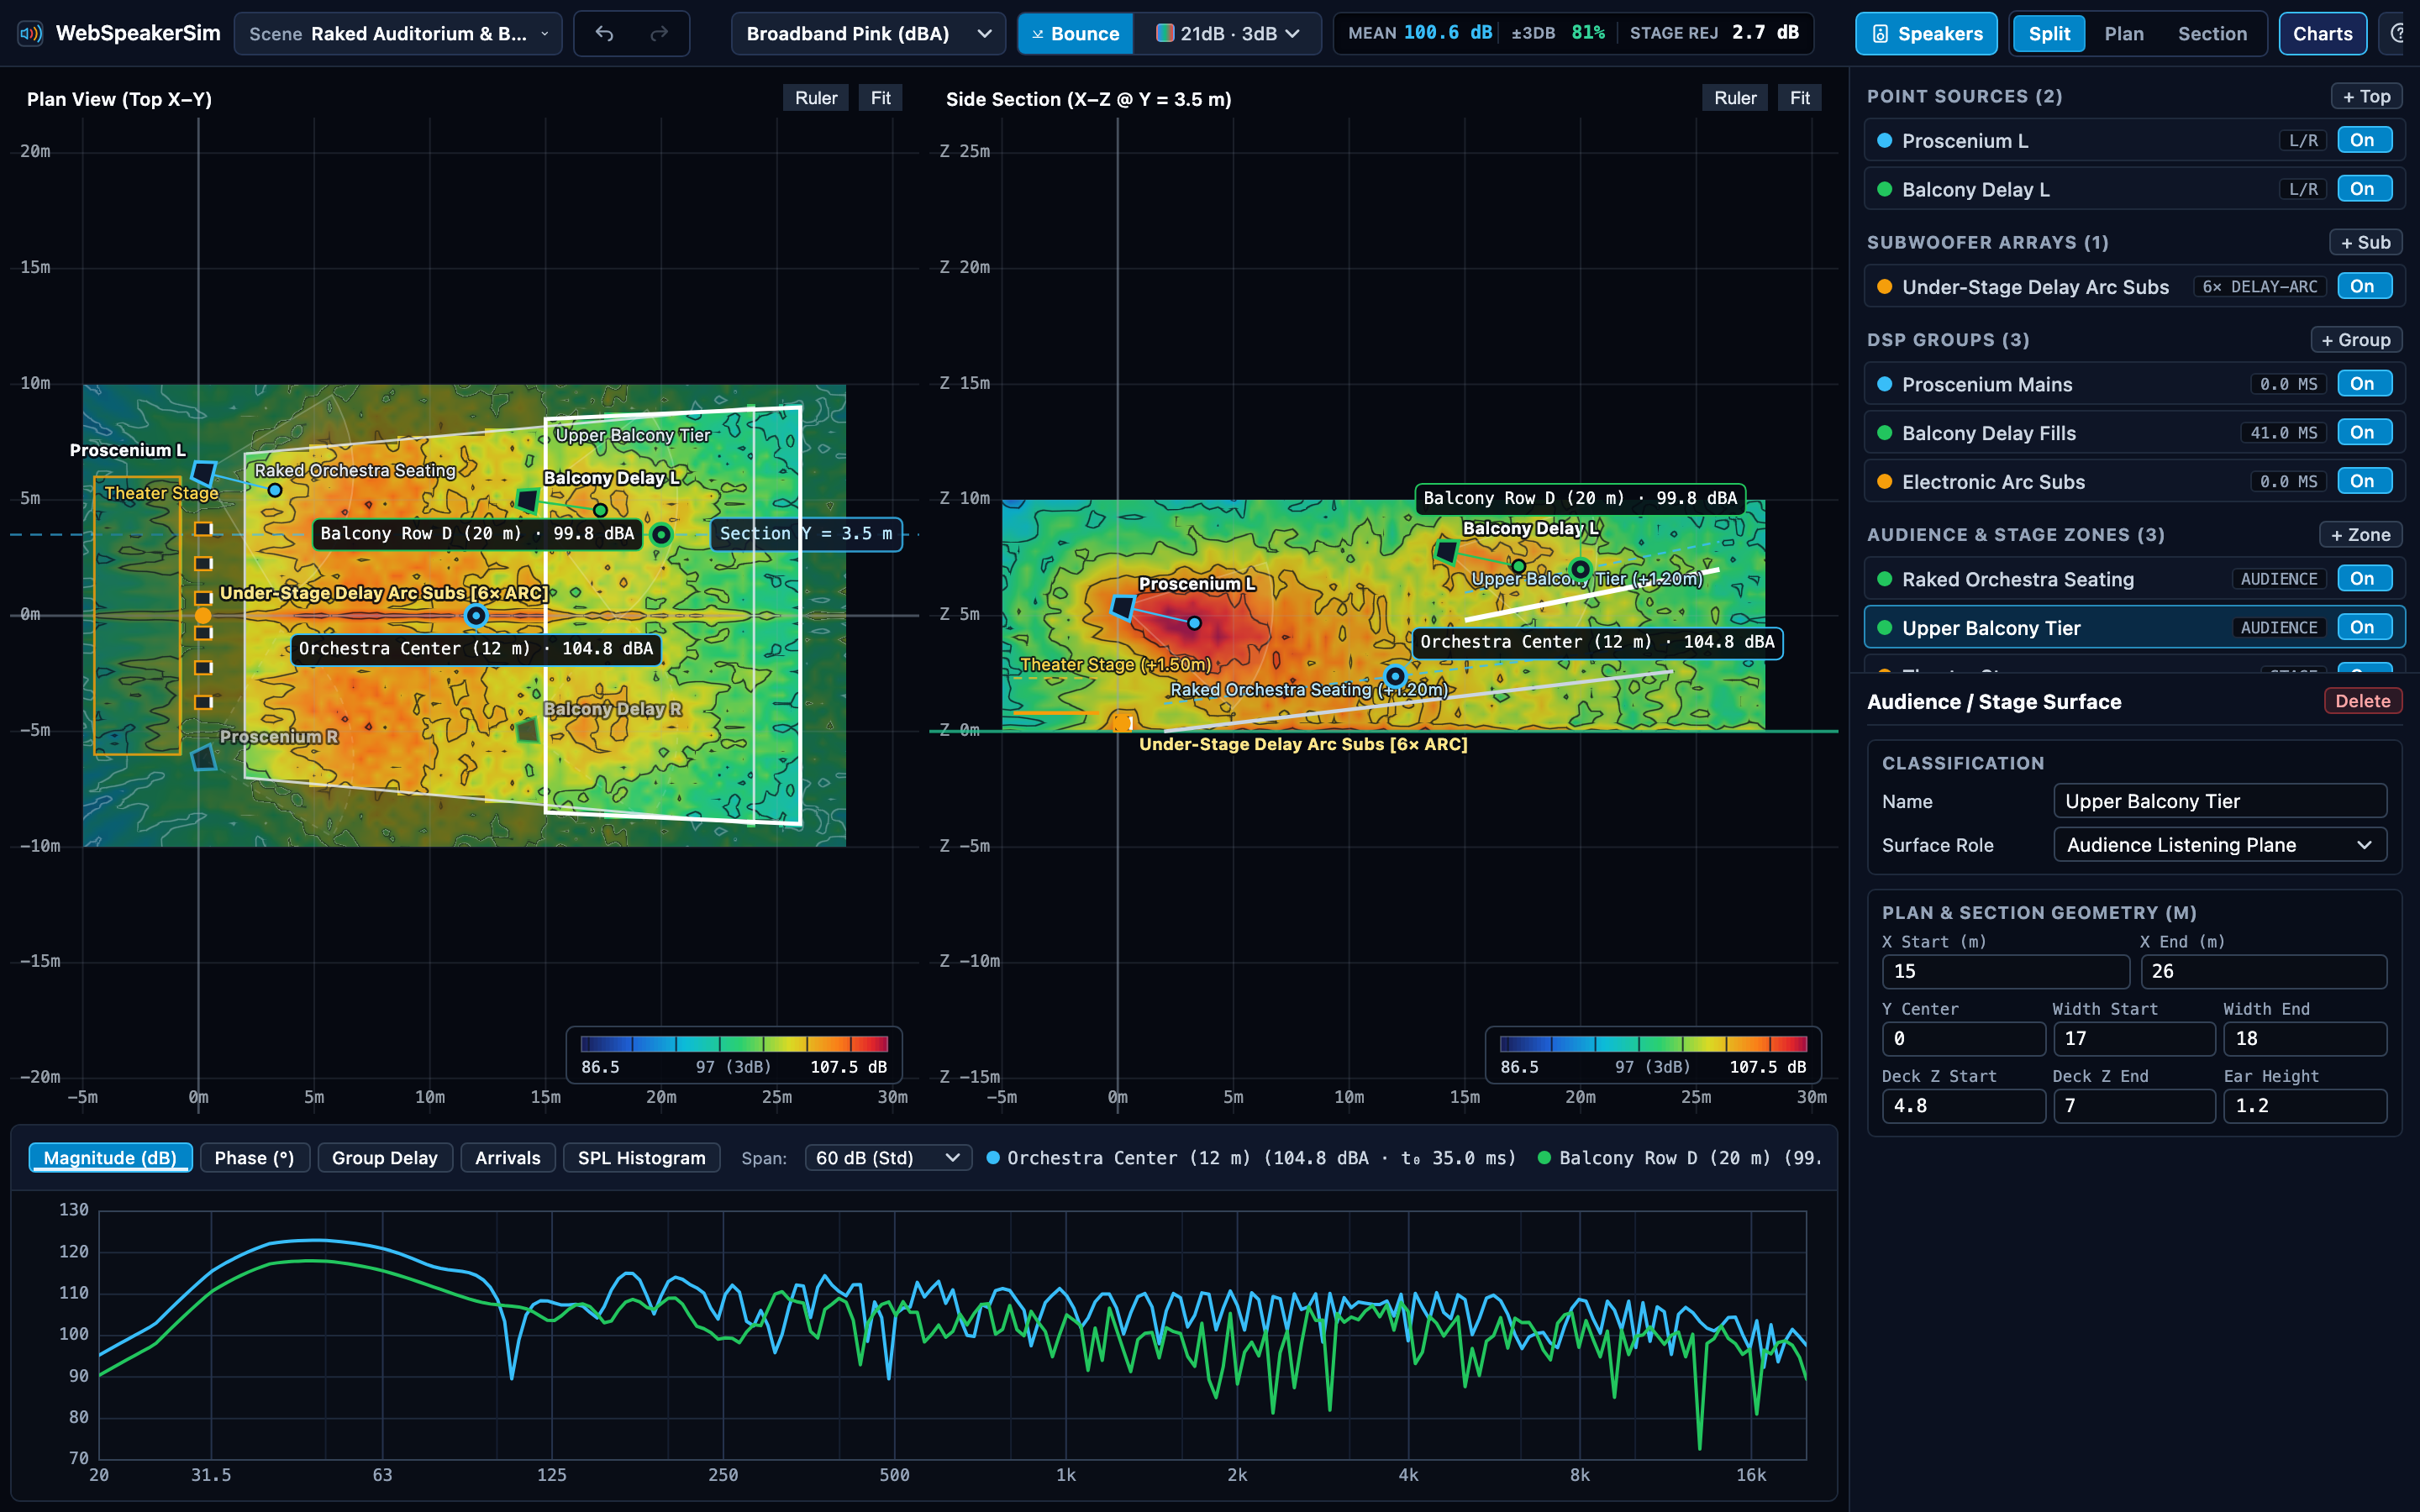 WebSpeakerSim
Scene Raked Auditorium & B...
Broadband Pink (dBA)
Bounce
21dB · 3dB
MEAN 100.6 dB ±3DB 81% STAGE REJ 2.7 dB
Speakers
Split Plan Section
Charts
Plan View (Top X–Y)
Ruler Fit
20m
15m
10m
5m
0m
−5m
−10m
−15m
−20m
−5m 0m 5m 10m 15m 20m 25m 30m
Proscenium L
Theater Stage
Raked Orchestra Seating
Upper Balcony Tier
Balcony Delay L
Balcony Row D (20 m) · 99.8 dBA
Section Y = 3.5 m
Under-Stage Delay Arc Subs [6× ARC]
Orchestra Center (12 m) · 104.8 dBA
Balcony Delay R
Proscenium R
86.5 97 (3dB) 107.5 dB
Side Section (X–Z @ Y = 3.5 m)
Ruler Fit
Z 25m
Z 20m
Z 15m
Z 10m
Z 5m
Z 0m
Z −5m
Z −10m
Z −15m
−5m 0m 5m 10m 15m 20m 25m 30m
Balcony Row D (20 m) · 99.8 dBA
Balcony Delay L
Proscenium L
Upper Balcony Tier (+1.20m)
Orchestra Center (12 m) · 104.8 dBA
Theater Stage (+1.50m)
Raked Orchestra Seating (+1.20m)
Under-Stage Delay Arc Subs [6× ARC]
86.5 97 (3dB) 107.5 dB
Magnitude (dB) Phase (°) Group Delay Arrivals SPL Histogram Span: 60 dB (Std) Orchestra Center (12 m) (104.8 dBA · t₀ 35.0 ms) Balcony Row D (20 m) (99.
130
120
110
100
90
80
70
20 31.5 63 125 250 500 1k 2k 4k 8k 16k
POINT SOURCES (2) + Top
Proscenium L L/R On
Balcony Delay L L/R On
SUBWOOFER ARRAYS (1) + Sub
Under-Stage Delay Arc Subs 6× DELAY–ARC On
DSP GROUPS (3) + Group
Proscenium Mains 0.0 MS On
Balcony Delay Fills 41.0 MS On
Electronic Arc Subs 0.0 MS On
AUDIENCE & STAGE ZONES (3) + Zone
Raked Orchestra Seating AUDIENCE On
Upper Balcony Tier AUDIENCE On
Audience / Stage Surface Delete
CLASSIFICATION
Name Upper Balcony Tier
Surface Role Audience Listening Plane
PLAN & SECTION GEOMETRY (M)
X Start (m) X End (m)
15 26
Y Center Width Start Width End
0 17 18
Deck Z Start Deck Z End Ear Height
4.8 7 1.2